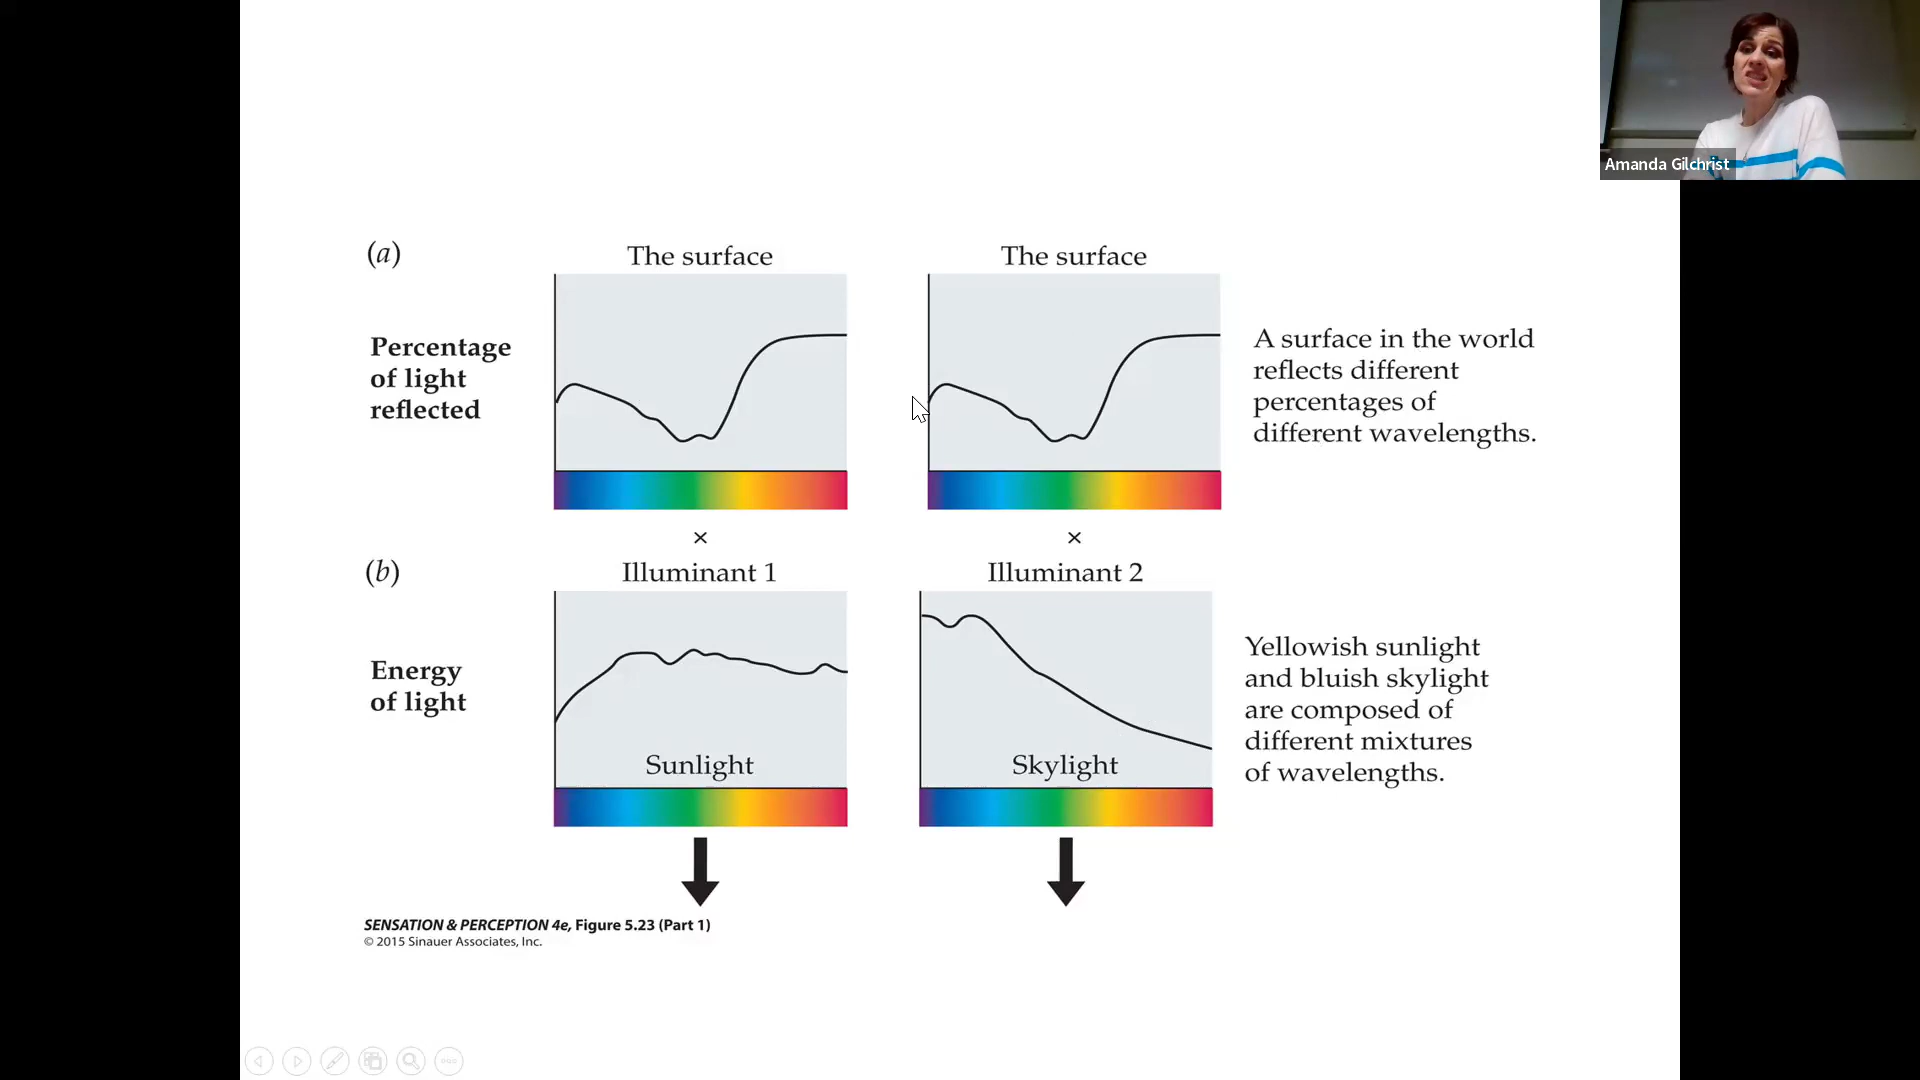 Amanda Gilchrist
(a)
The surface
The surface
Percentage
of light
reflected
A surface in the world
reflects different
percentages of
different wavelengths.
×
×
(b)
Illuminant 1
Illuminant 2
Energy
of light
Sunlight
Skylight
Yellowish sunlight
and bluish skylight
are composed of
different mixtures
of wavelengths.
SENSATION & PERCEPTION 4e, Figure 5.23 (Part 1)
© 2015 Sinauer Associates, Inc.